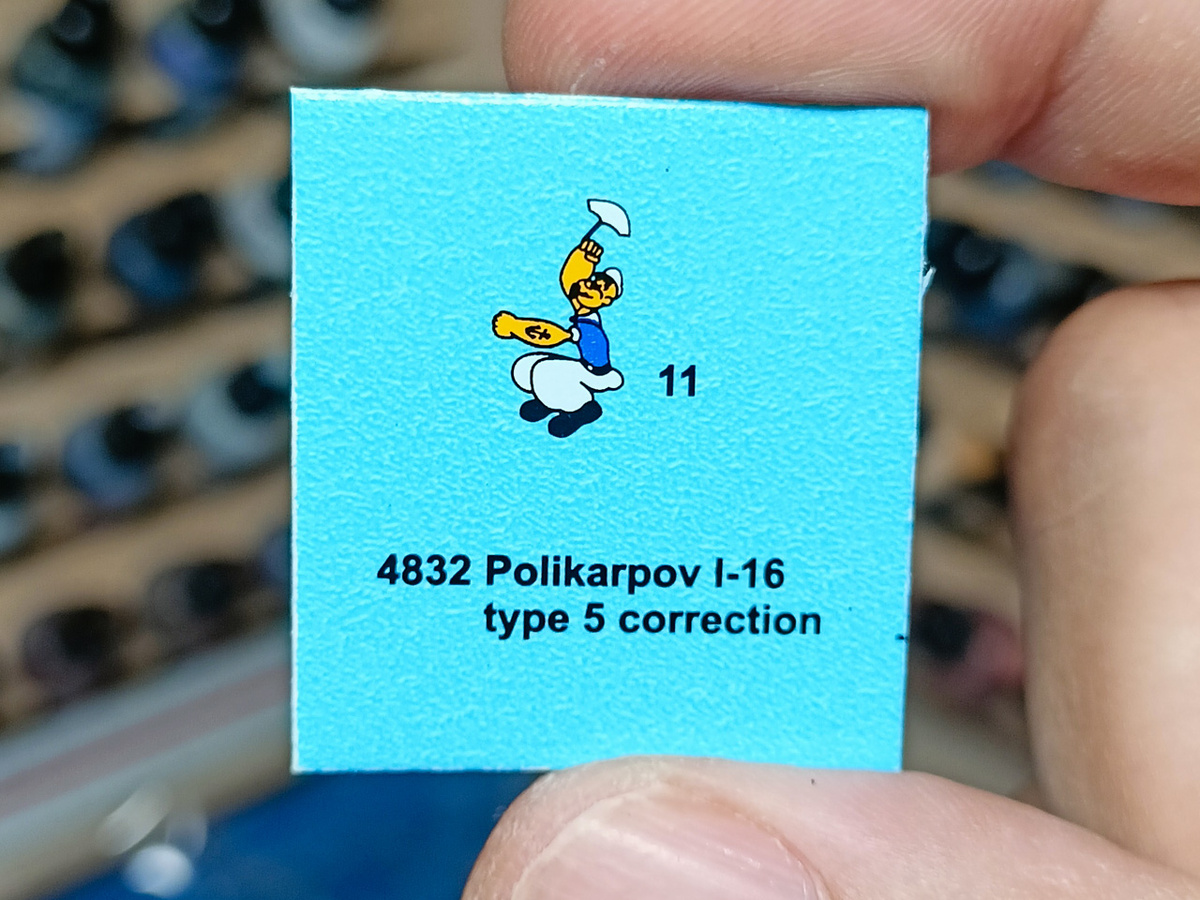 11
4832 Polikarpov I-16
type 5 correction